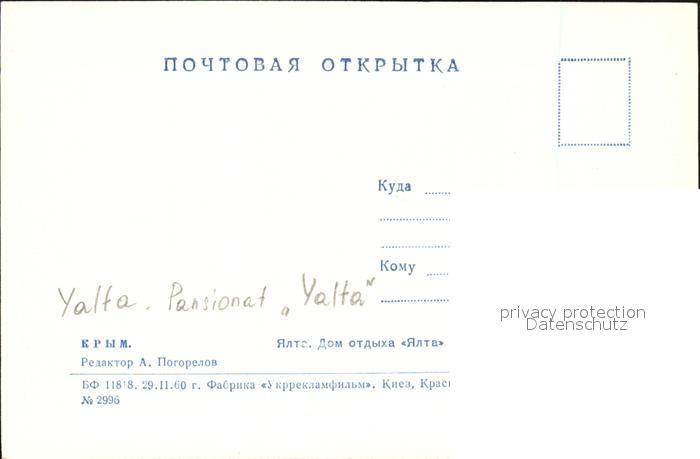 ПОЧТОВАЯ ОТКРЫТКА
Куда
Кому
Yalta. Pansionat „Yalta"
КРЫМ. Ялта. Дом отдыха «Ялта»
Редактор А. Погорелов
БФ 11818. 29.11.60 г. Фабрика «Укррекламфильм». Киев,
№ 2996
privacy protection
Datenschutz